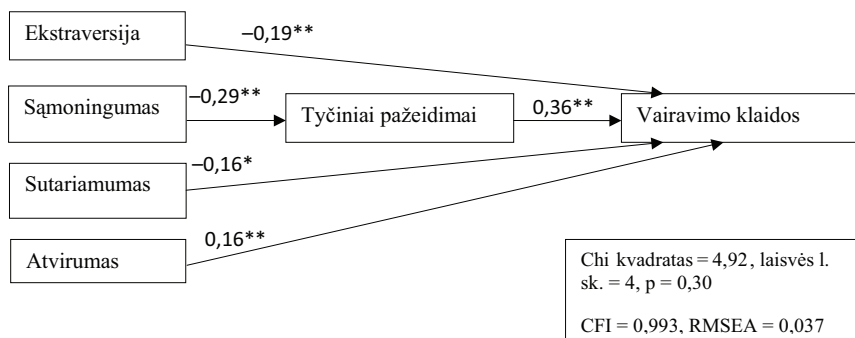 Ekstraversija
–0,19**
Sąmoningumas
–0,29**
Tyčiniai pažeidimai
0,36**
Vairavimo klaidos
Sutariamumas
–0,16*
Atvirumas
0,16**
Chi kvadratas = 4,92, laisvės l.
sk. = 4, p = 0,30
CFI = 0,993, RMSEA = 0,037